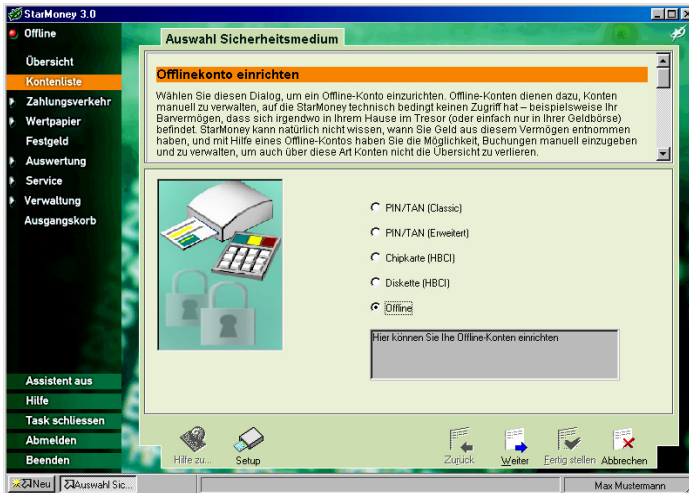 StarMoney 3.0
Offline
Auswahl Sicherheitsmedium
Übersicht
Kontenliste
Zahlungsverkehr
Wertpapier
Festgeld
Auswertung
Service
Verwaltung
Ausgangskorb
Offlinekonto einrichten
Wählen Sie diesen Dialog, um ein Offline-Konto einzurichten. Offline-Konten dienen dazu, Konten
manuell zu verwalten, auf die StarMoney technisch bedingt keinen Zugriff hat – beispielsweise Ihr
Barvermögen, dass sich irgendwo in Ihrem Hause im Tresor (oder einfach nur in Ihrer Geldbörse)
befindet. StarMoney kann natürlich nicht wissen, wann Sie Geld aus diesem Vermögen entnommen
haben, und mit Hilfe eines Offline-Kontos haben Sie die Möglichkeit, Buchungen manuell einzugeben
und zu verwalten, um auch über diese Art Konten nicht die Übersicht zu verlieren.
PIN/TAN (Classic)
PIN/TAN (Erweitert)
Chipkarte (HBCI)
Diskette (HBCI)
Offline
Hier können Sie Ihe Offline-Konten einrichten
Assistent aus
Hilfe
Task schliessen
Abmelden
Beenden
Hilfe zu...
Setup
Zurück
Weiter
Fertig stellen
Abbrechen
Neu
Auswahl Sic...
Max Mustermann